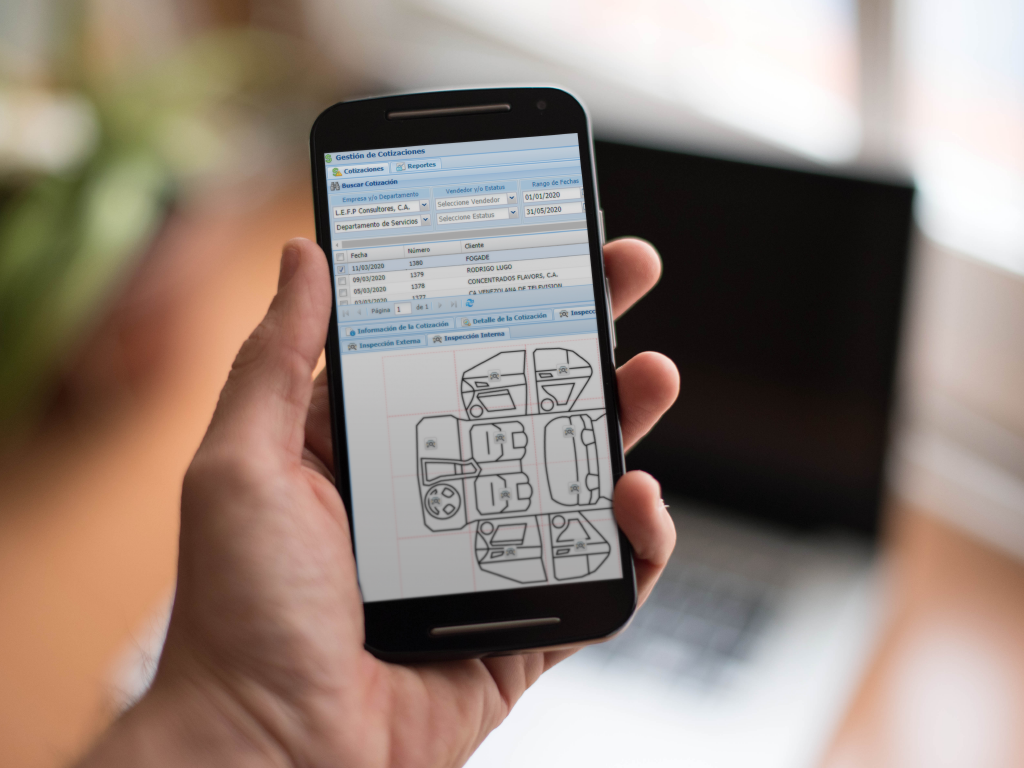 Gestión de Cotizaciones
Cotizaciones Reportes
Buscar Cotización
Empresa y/o Departamento Vendedor y/o Estatus Rango de Fechas
L.E.F.P Consultores, C.A. Seleccione Vendedor 01/01/2020
Departamento de Servicios Seleccione Estatus 31/05/2020
Fecha Número Cliente
11/03/2020 1380 FOGADE
09/03/2020 1379 RODRIGO LUGO
05/03/2020 1378 CONCENTRADOS FLAVORS, C.A.
03/03/2020 1377 CA VENEZOLANA DE TELEVISION
Página 1 de 1
Información de la Cotización Detalle de la Cotización Inspecc
Inspección Externa Inspección Interna